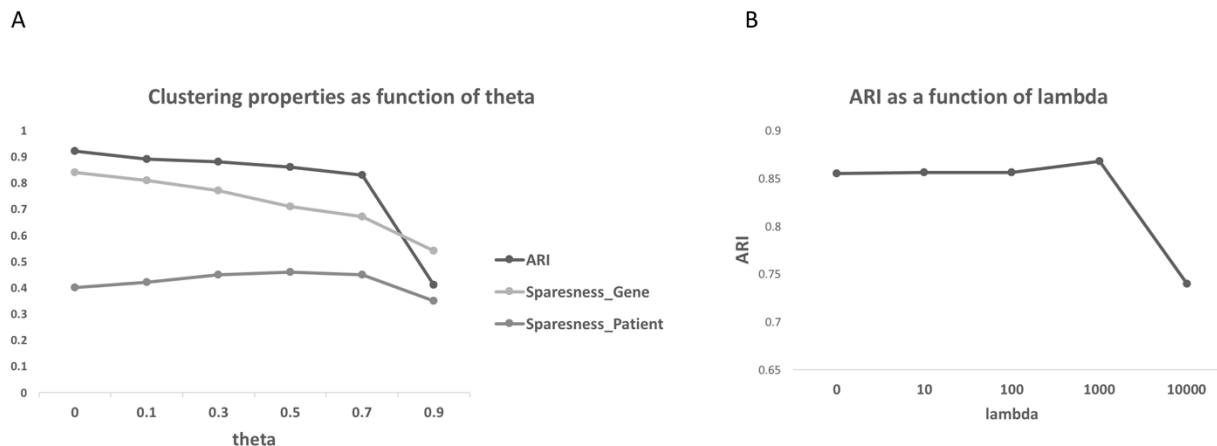 A
Clustering properties as function of theta
1
0.9
0.8
0.7
0.6
0.5
0.4
0.3
0.2
0.1
0
0 0.1 0.3 0.5 0.7 0.9
theta
ARI
Sparesness_Gene
Sparesness_Patient
B
ARI as a function of lambda
0.9
0.85
0.8
0.75
0.7
0.65
ARI
0 10 100 1000 10000
lambda